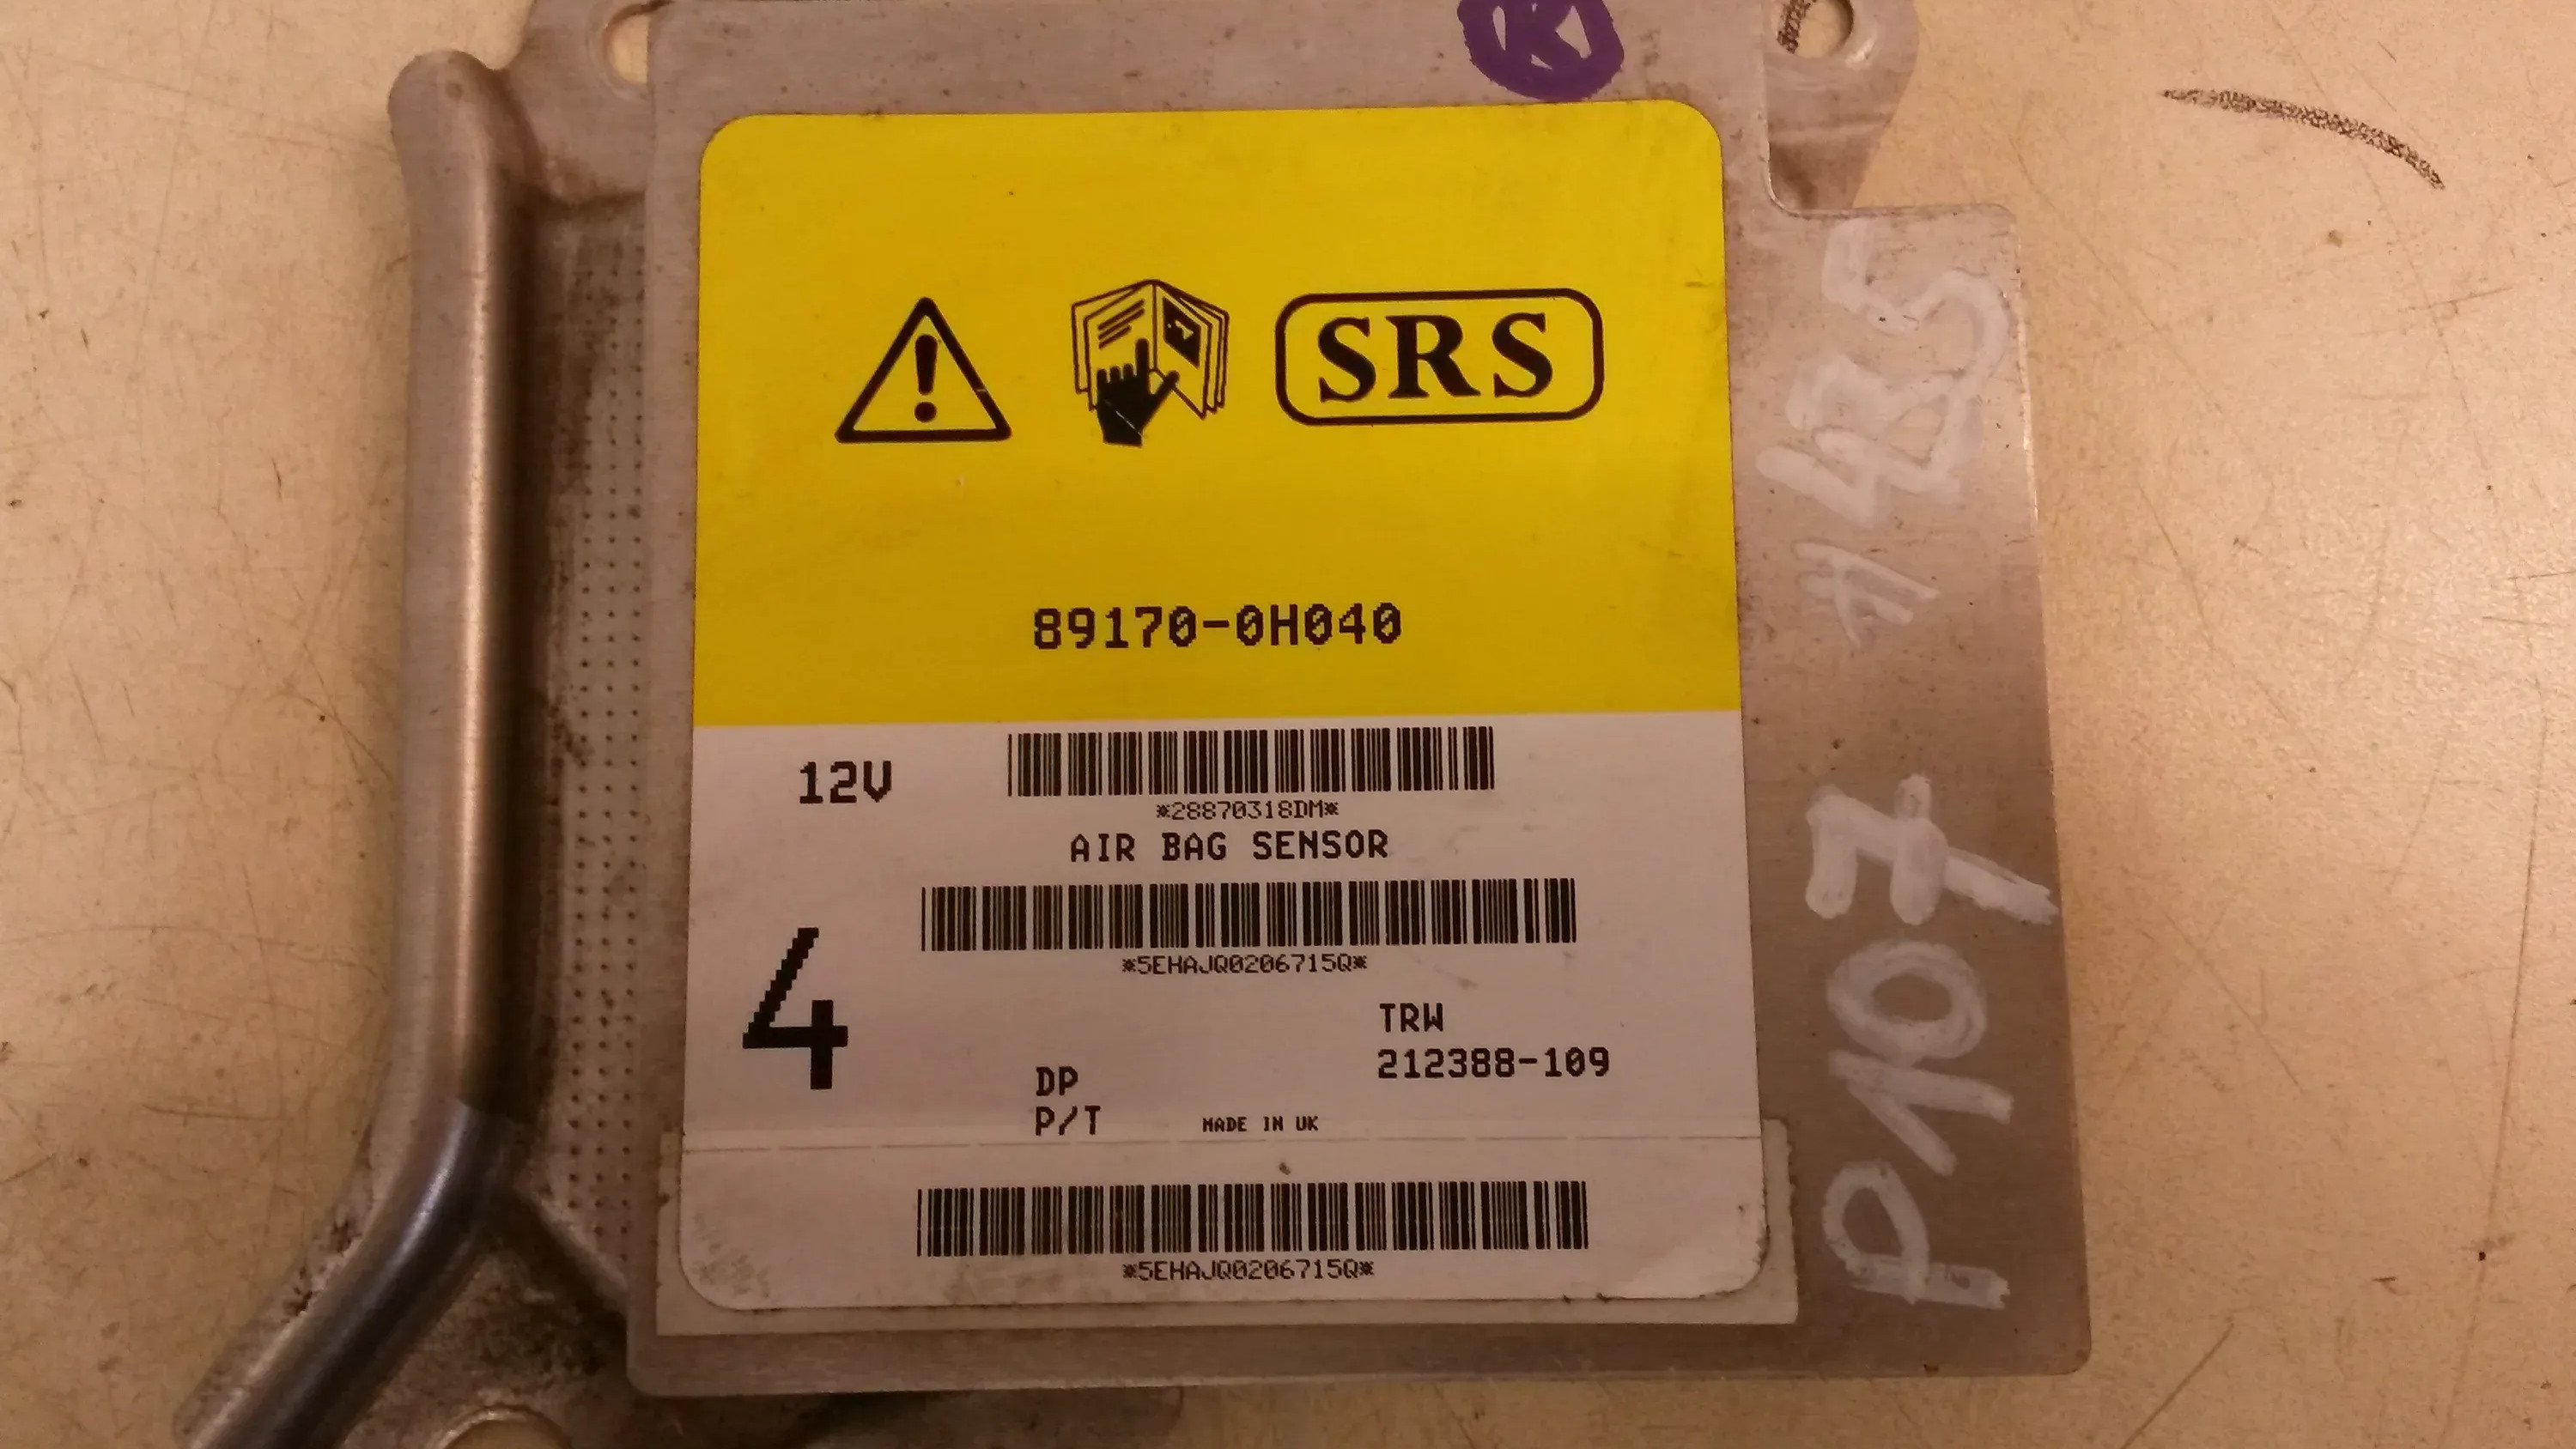 K
SRS
89170-0H040
12V
*28870318DM*
AIR BAG SENSOR
*5EHAJQ0206715Q*
4
TRW
212388-109
DP
P/T
MADE IN UK
*5EHAJQ0206715Q*
P107